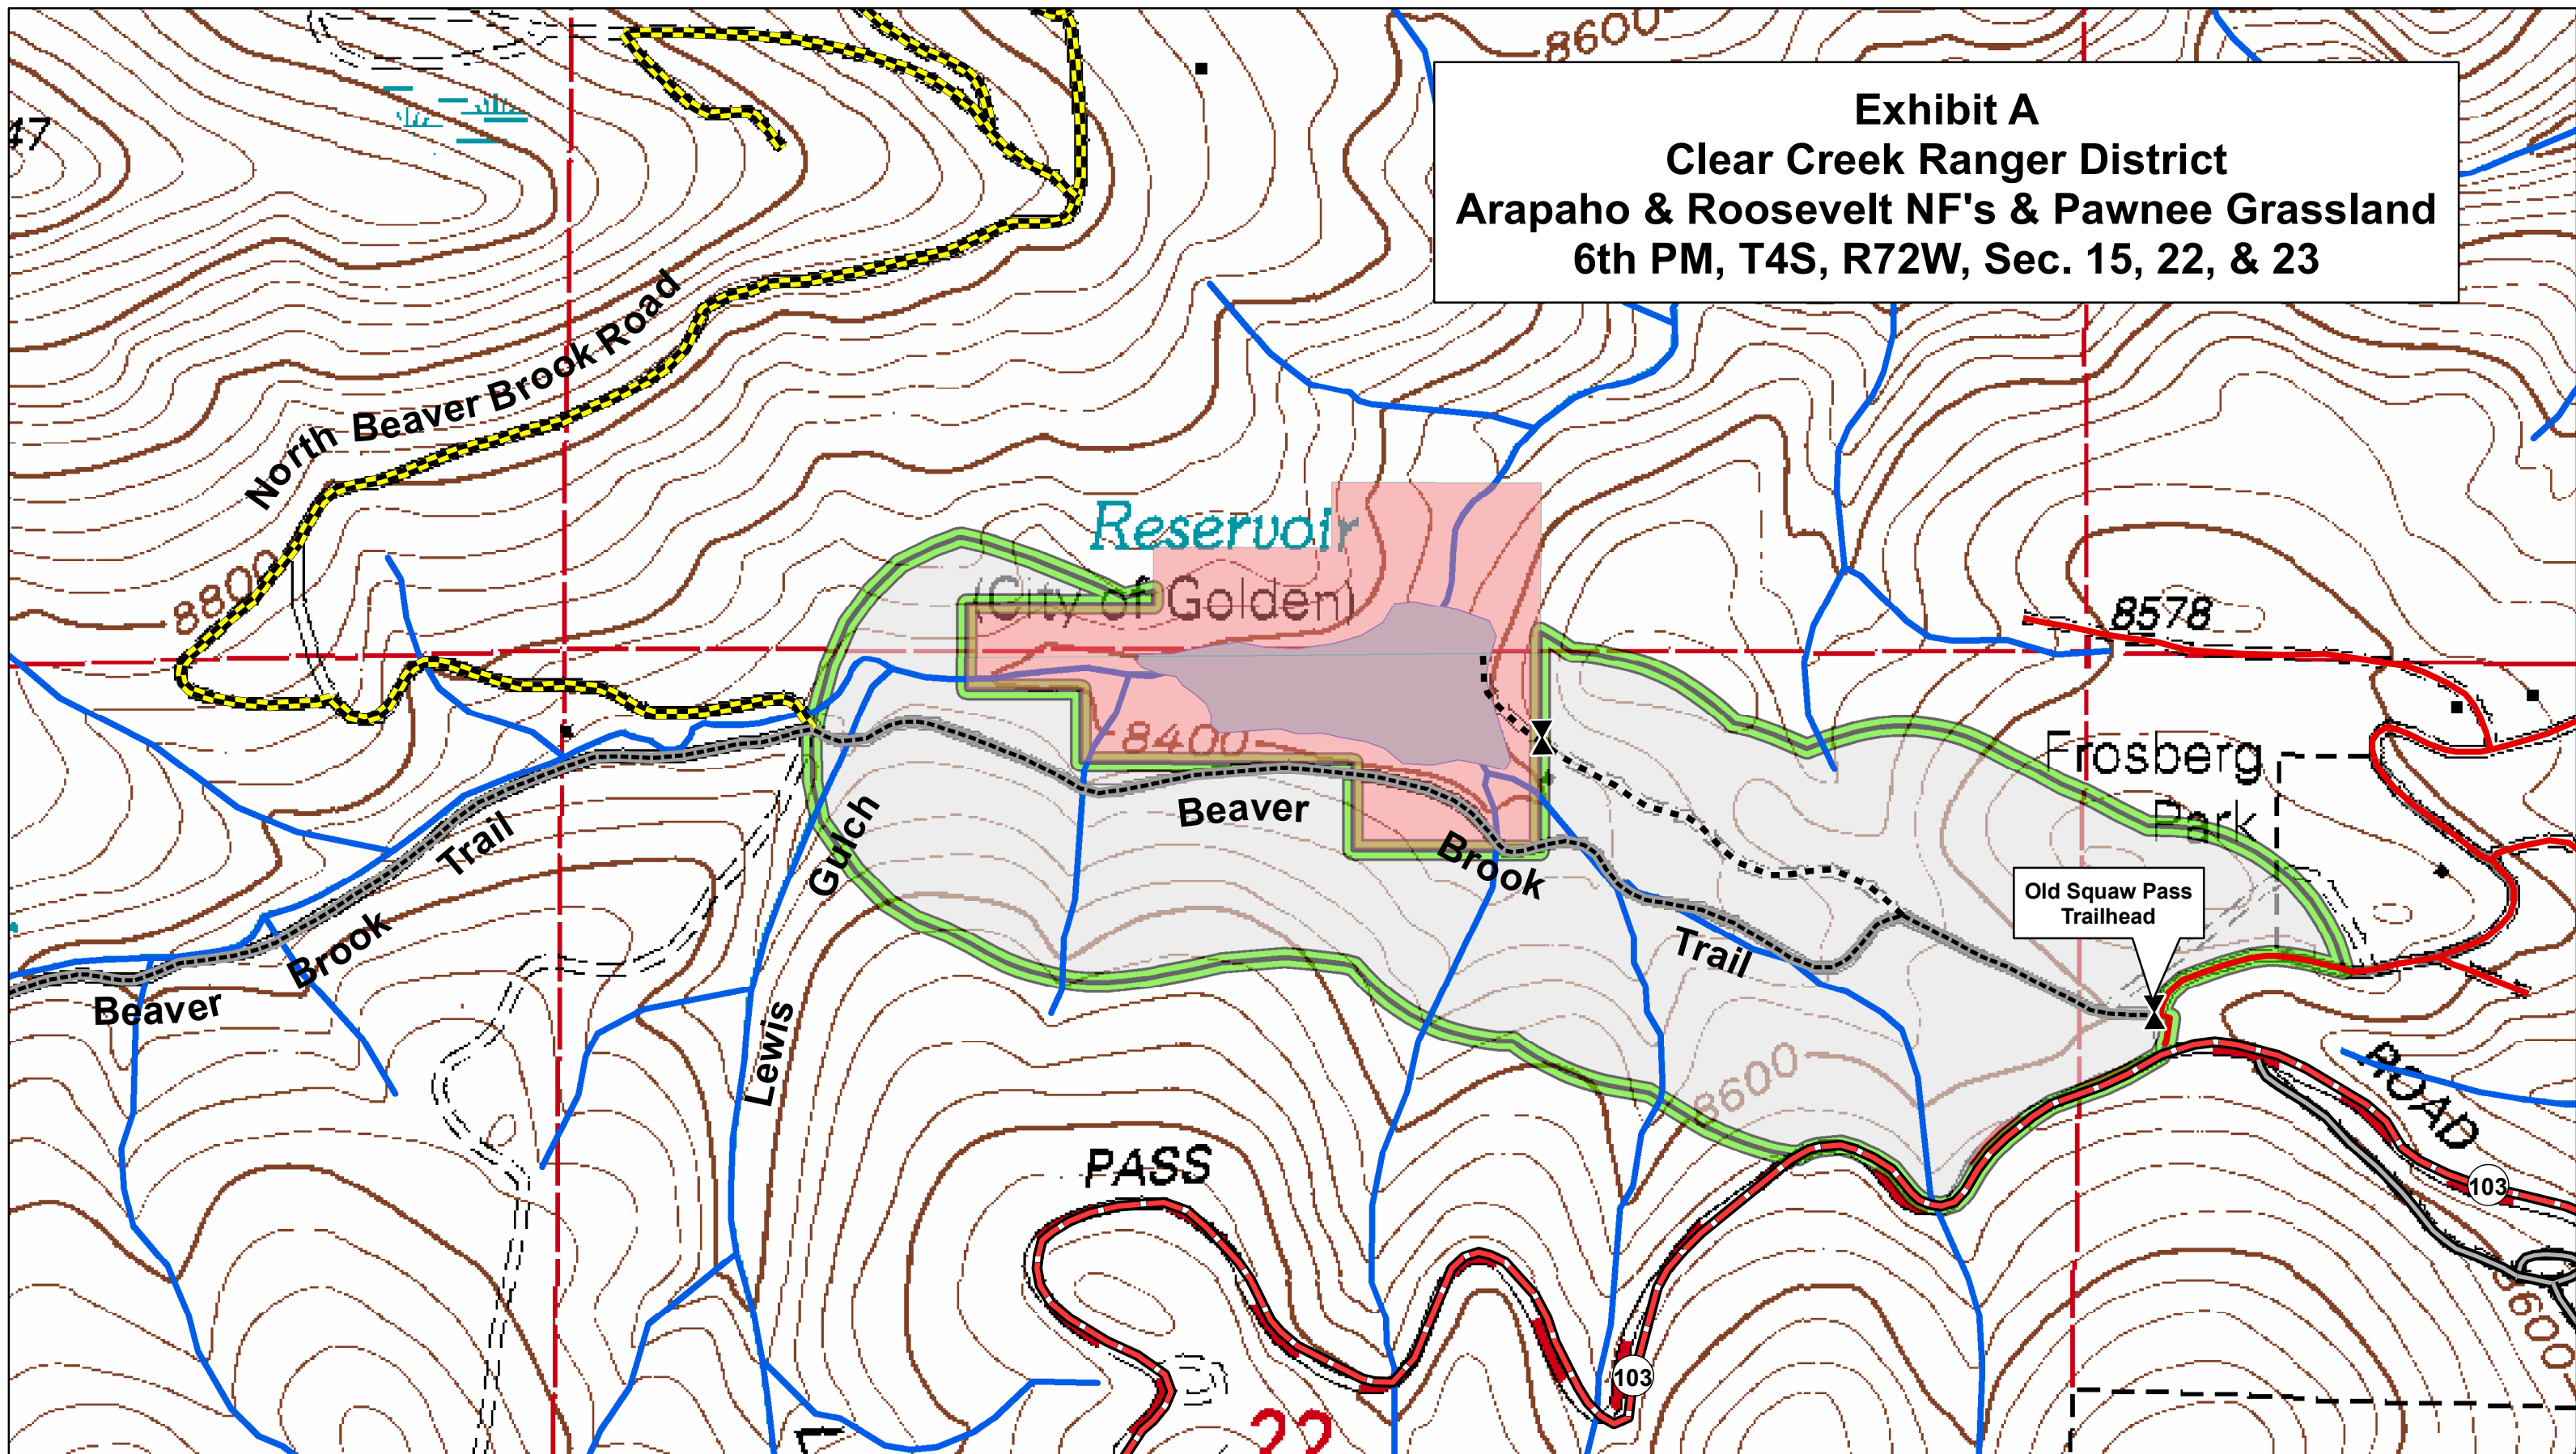 8600
Exhibit A
Clear Creek Ranger District
Arapaho & Roosevelt NF's & Pawnee Grassland
6th PM, T4S, R72W, Sec. 15, 22, & 23
47
North Beaver Brook Road
Reservoir
(City of Golden)
8800
8578
8400
Frosberg
Park
Beaver
Brook
Trail
Old Squaw Pass
Trailhead
Gulch
Lewis
Trail
Brook
Beaver
8600
PASS
ROAD
103
103
8600
22